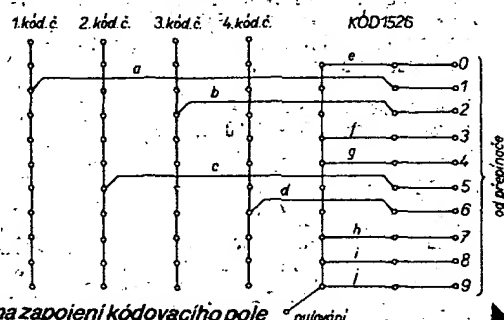 1.kód.č. 2.kód.č. 3.kód.č. 4.kód.č. KÓD1526
e 0
a 1
b 2
f 3
g 4
c 5
d 6
h 7
i 8
j 9
od přepínače
na zapojení kódovacího pole nulování